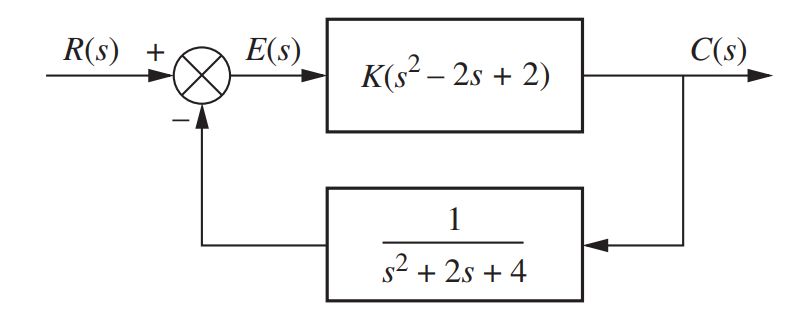 R(s) + E(s) K(s² – 2s + 2) C(s)
–
1
s² + 2s + 4